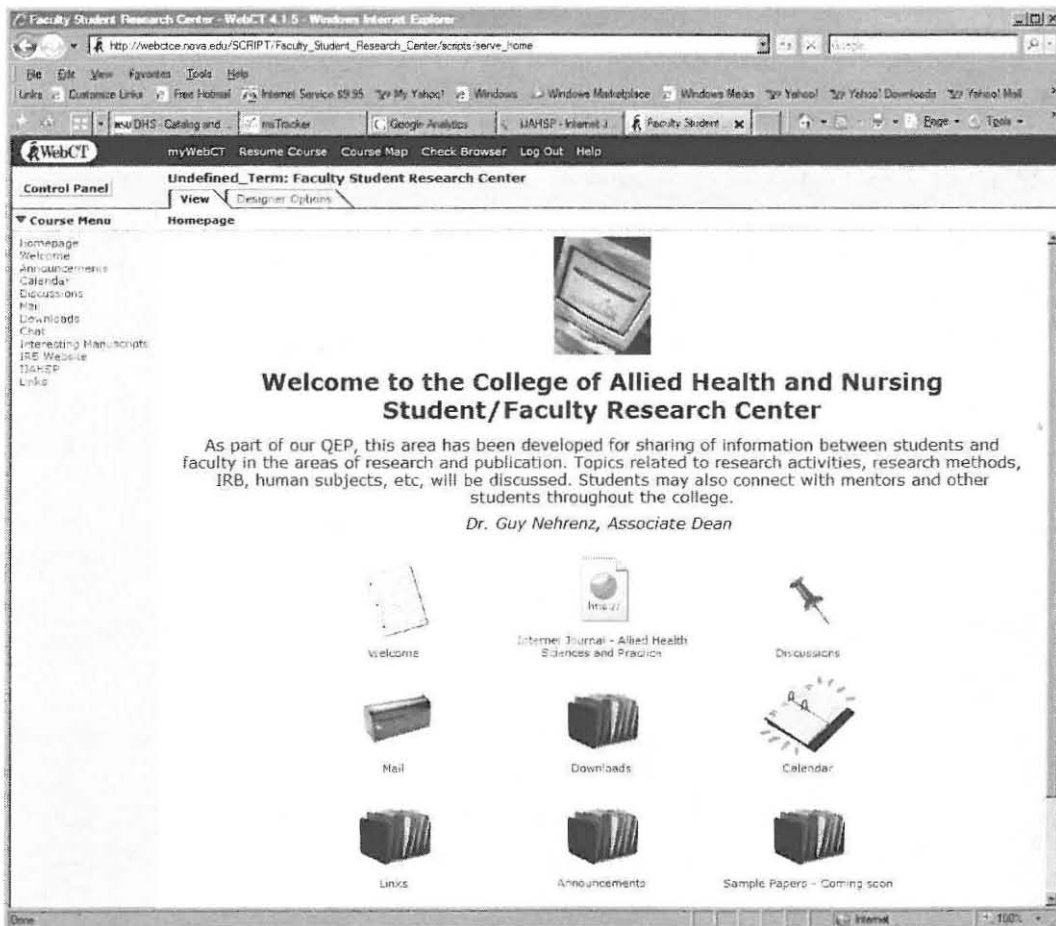 Faculty Student Research Center - WebCT 4.1.5 - Windows Internet Explorer
http://webctce.nova.edu/SCRIPT/Faculty_Student_Research_Center/scripts/serve_home
File Edit View Favorites Tools Help
Links Customize Links Free Hotmail Internet Service $9.95 My Yahoo! Windows Windows Marketplace Windows Media Yahoo! Yahoo! Downloads Yahoo! Mail
DHS - Catalog and ... Tracker Google Analytics IJAHSP - Internet J... Faculty Student ... Page Tools
WebCT myWebCT Resume Course Course Map Check Browser Log Out Help
Control Panel
Undefined_Term: Faculty Student Research Center
View Designer Options
Course Menu
Homepage
Homepage
Welcome
Announcements
Calendar
Discussions
Mail
Downloads
Chat
Interesting Manuscripts
IRB Website
IJAHSP
Links
Welcome to the College of Allied Health and Nursing
Student/Faculty Research Center
As part of our QEP, this area has been developed for sharing of information between students and
faculty in the areas of research and publication. Topics related to research activities, research methods,
IRB, human subjects, etc, will be discussed. Students may also connect with mentors and other
students throughout the college.
Dr. Guy Nehrenz, Associate Dean
http://
Welcome
Internet Journal - Allied Health
Sciences and Practice
Discussions
Mail
Downloads
Calendar
Links
Announcements
Sample Papers - Coming soon
Done
Internet
100%